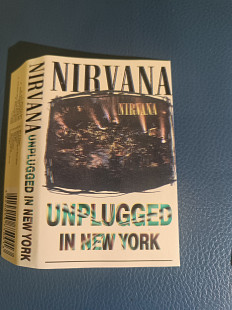 NIRVANA
NIRVANA
UNPLUGGED
IN NEW YORK
NIRVANA UNPLUGGED IN NEW YORK